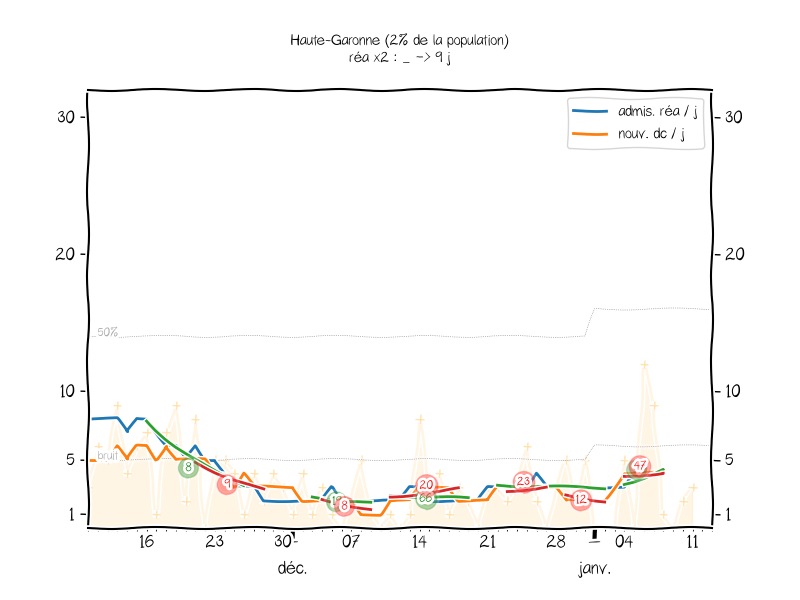 Haute-Garonne (2% de la population)
réa x2 : _ -> 9 j
admis. réa / j
nouv. dc / j
30 30
20 20
10 10
5 5
1 1
50%
bruit
8
9
8
20
66
23
12
47
16 23 30 07 14 21 28 04 11
déc. janv.